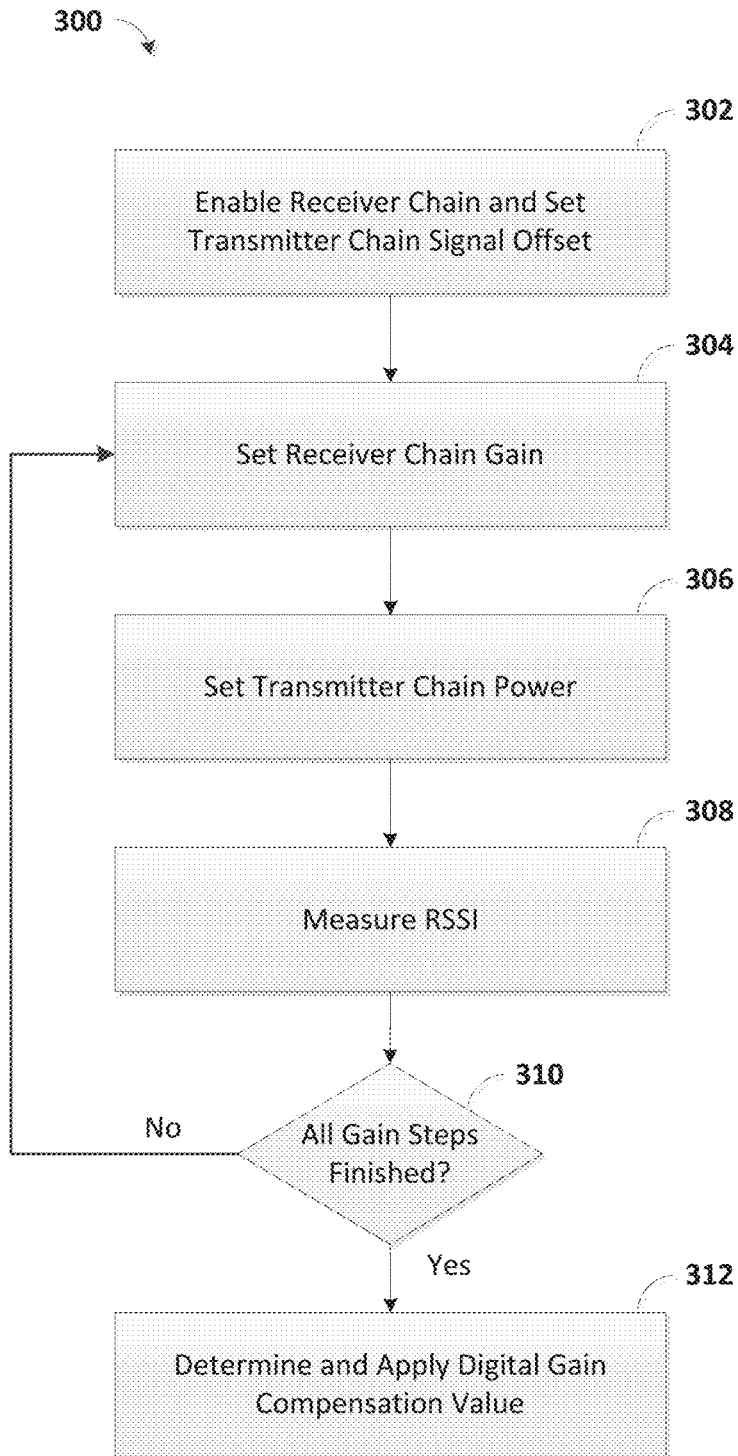 300
302
Enable Receiver Chain and Set
Transmitter Chain Signal Offset
304
Set Receiver Chain Gain
306
Set Transmitter Chain Power
308
Measure RSSI
310
All Gain Steps
Finished?
No
Yes
312
Determine and Apply Digital Gain
Compensation Value